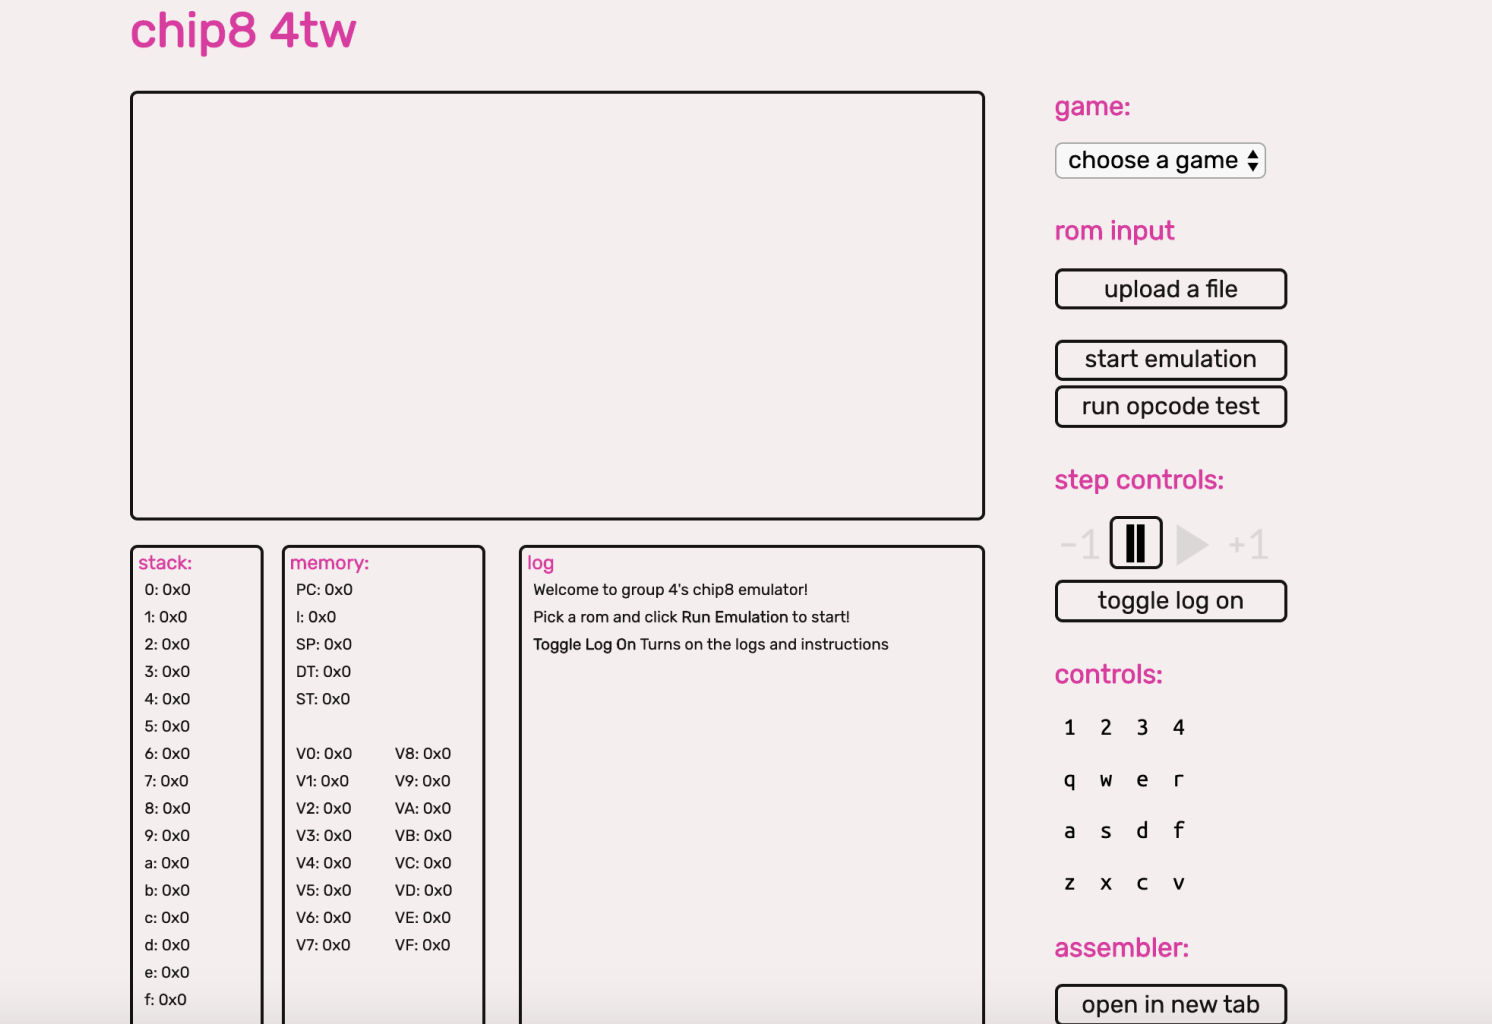 chip8 4tw
game:
choose a game
rom input
upload a file
start emulation
run opcode test
step controls:
-1 +1
toggle log on
controls:
1 2 3 4
q w e r
a s d f
z x c v
assembler:
open in new tab
stack:
0: 0x0
1: 0x0
2: 0x0
3: 0x0
4: 0x0
5: 0x0
6: 0x0
7: 0x0
8: 0x0
9: 0x0
a: 0x0
b: 0x0
c: 0x0
d: 0x0
e: 0x0
f: 0x0
memory:
PC: 0x0
I: 0x0
SP: 0x0
DT: 0x0
ST: 0x0
V0: 0x0 V8: 0x0
V1: 0x0 V9: 0x0
V2: 0x0 VA: 0x0
V3: 0x0 VB: 0x0
V4: 0x0 VC: 0x0
V5: 0x0 VD: 0x0
V6: 0x0 VE: 0x0
V7: 0x0 VF: 0x0
log
Welcome to group 4's chip8 emulator!
Pick a rom and click Run Emulation to start!
Toggle Log On Turns on the logs and instructions